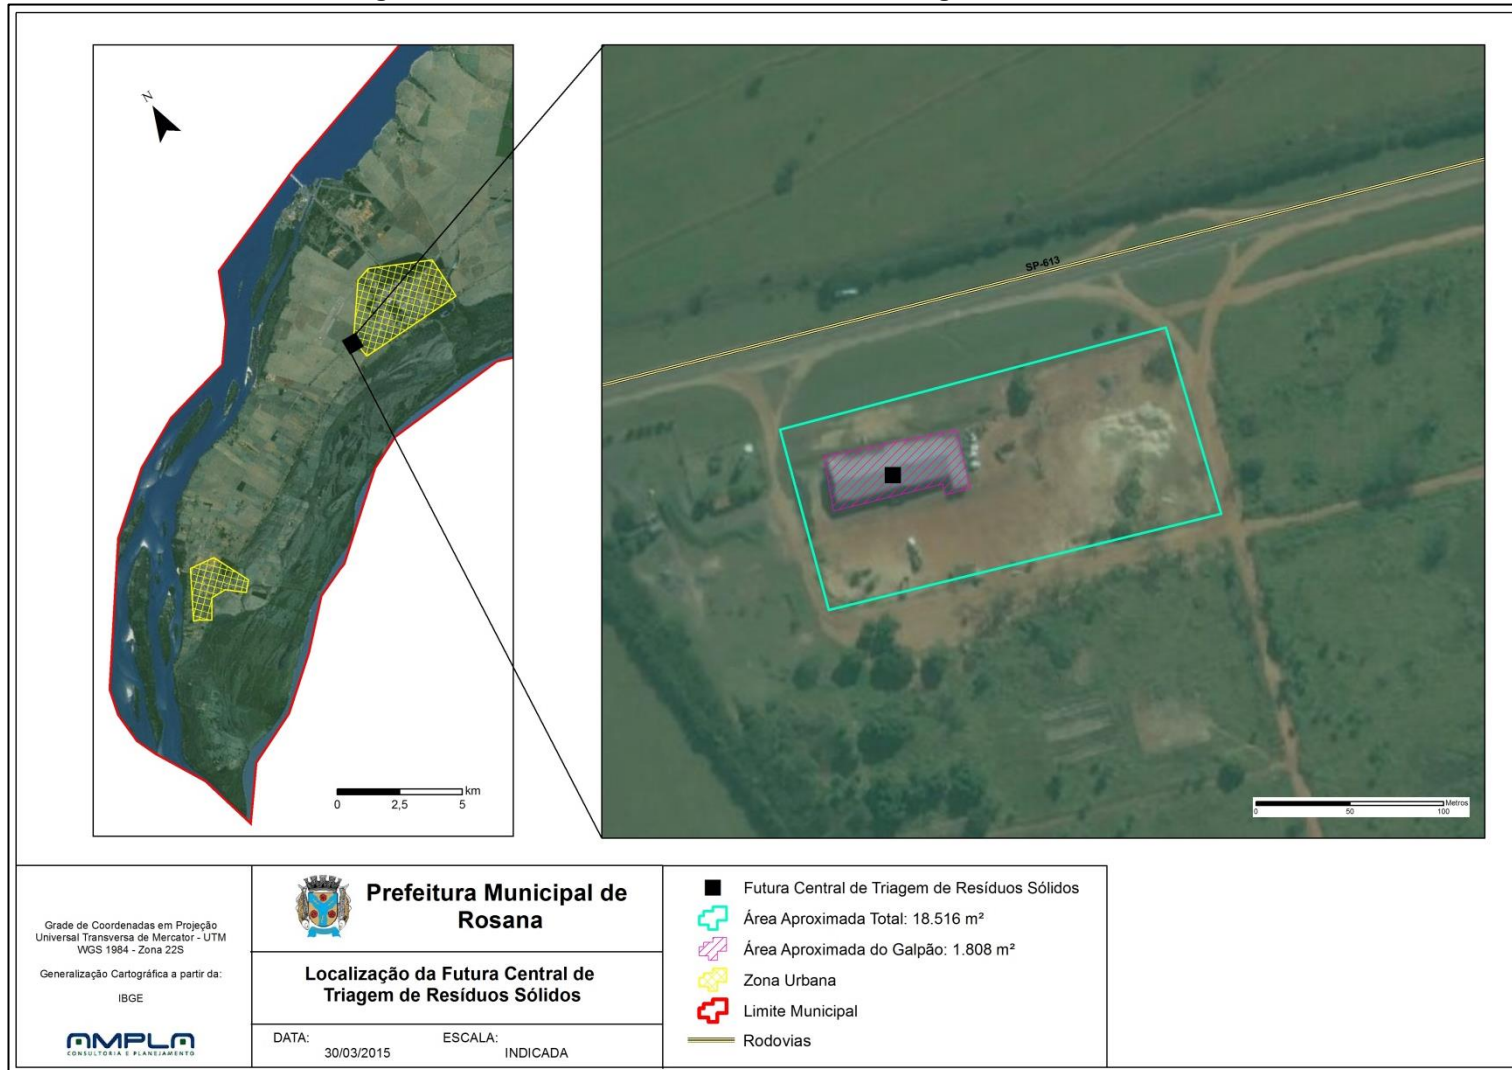 N
km
0 2,5 5
SP-613
Metros
0 50 100
Grade de Coordenadas em Projeção
Universal Transversa de Mercator - UTM
WGS 1984 - Zona 22S
Generalização Cartográfica a partir da:
IBGE
AMPLA
CONSULTORIA E PLANEJAMENTO
Prefeitura Municipal de
Rosana
Localização da Futura Central de
Triagem de Resíduos Sólidos
DATA:
30/03/2015
ESCALA:
INDICADA
Futura Central de Triagem de Resíduos Sólidos
Área Aproximada Total: 18.516 m²
Área Aproximada do Galpão: 1.808 m²
Zona Urbana
Limite Municipal
Rodovias